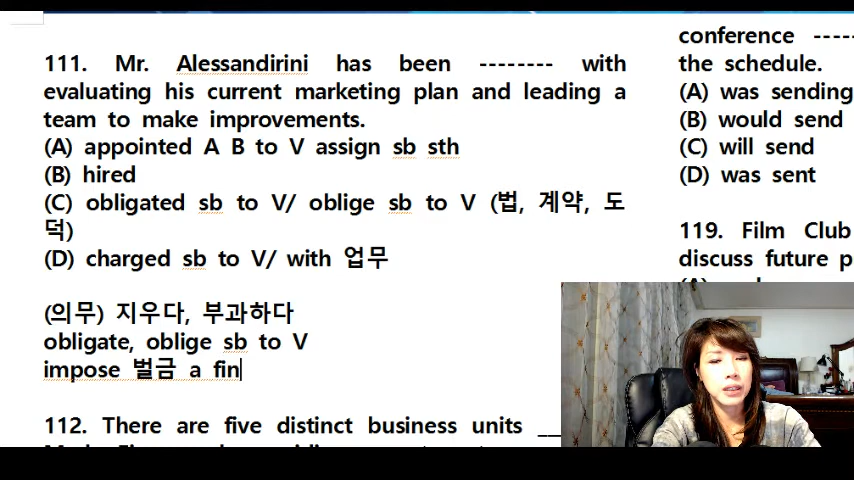 111. Mr. Alessandirini has been -------- with
evaluating his current marketing plan and leading a
team to make improvements.
(A) appointed A B to V assign sb sth
(B) hired
(C) obligated sb to V/ oblige sb to V (법, 계약, 도
덕)
(D) charged sb to V/ with 업무
(의무) 지우다, 부과하다
obligate, oblige sb to V
impose 벌금 a fin
112. There are five distinct business units
conference -----
the schedule.
(A) was sending
(B) would send
(C) will send
(D) was sent
119. Film Club
discuss future p